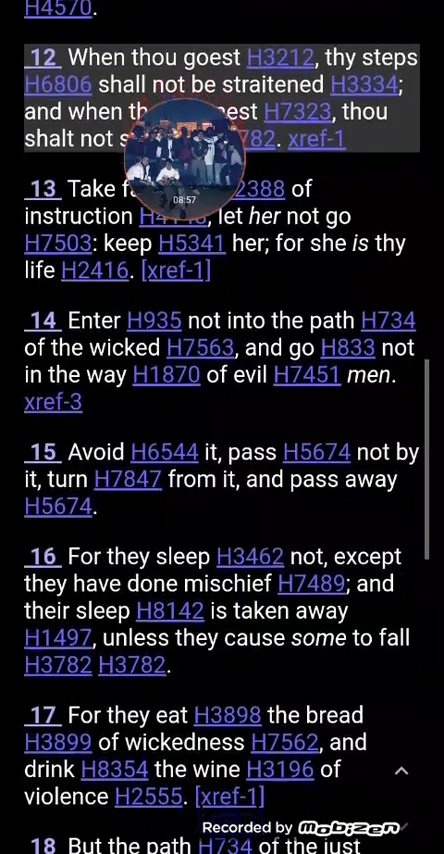 H4570.
12 When thou goest H3212, thy steps
H6806 shall not be straitened H3334;
and when th nest H7323, thou
shalt not s 782. xref-1
13 Take f 2388 of
instruction H4 , let her not go
H7503: keep H5341 her; for she is thy
life H2416. [xref-1]
14 Enter H935 not into the path H734
of the wicked H7563, and go H833 not
in the way H1870 of evil H7451 men.
xref-3
15 Avoid H6544 it, pass H5674 not by
it, turn H7847 from it, and pass away
H5674.
16 For they sleep H3462 not, except
they have done mischief H7489; and
their sleep H8142 is taken away
H1497, unless they cause some to fall
H3782 H3782.
17 For they eat H3898 the bread
H3899 of wickedness H7562, and
drink H8354 the wine H3196 of
violence H2555. [xref-1]
18 But the path H734 of the just
08:57
Recorded by Mobizen